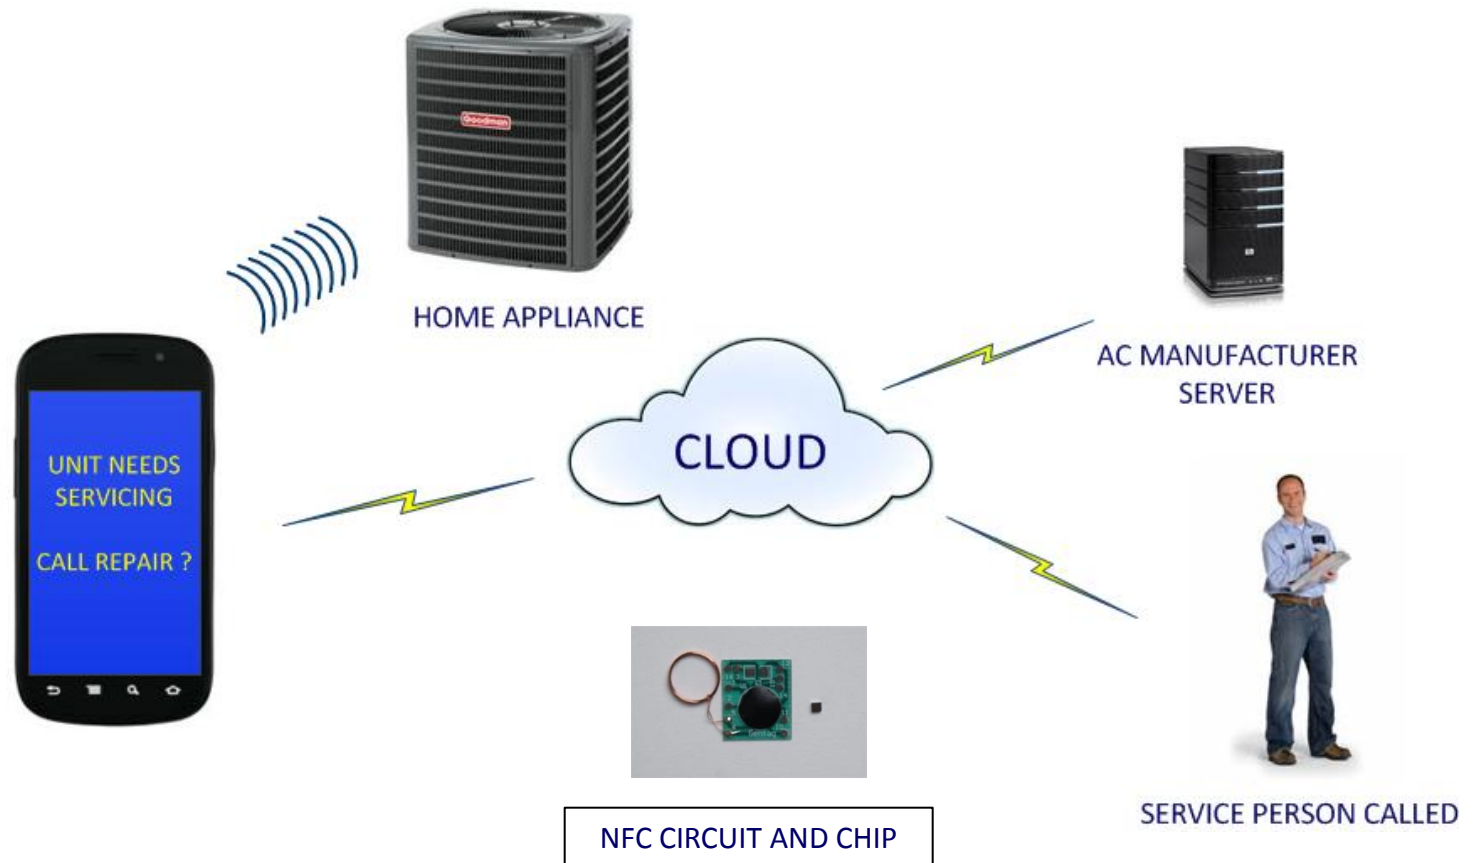 Goodman
HOME APPLIANCE
AC MANUFACTURER
SERVER
CLOUD
UNIT NEEDS
SERVICING
CALL REPAIR ?
NFC CIRCUIT AND CHIP
SERVICE PERSON CALLED